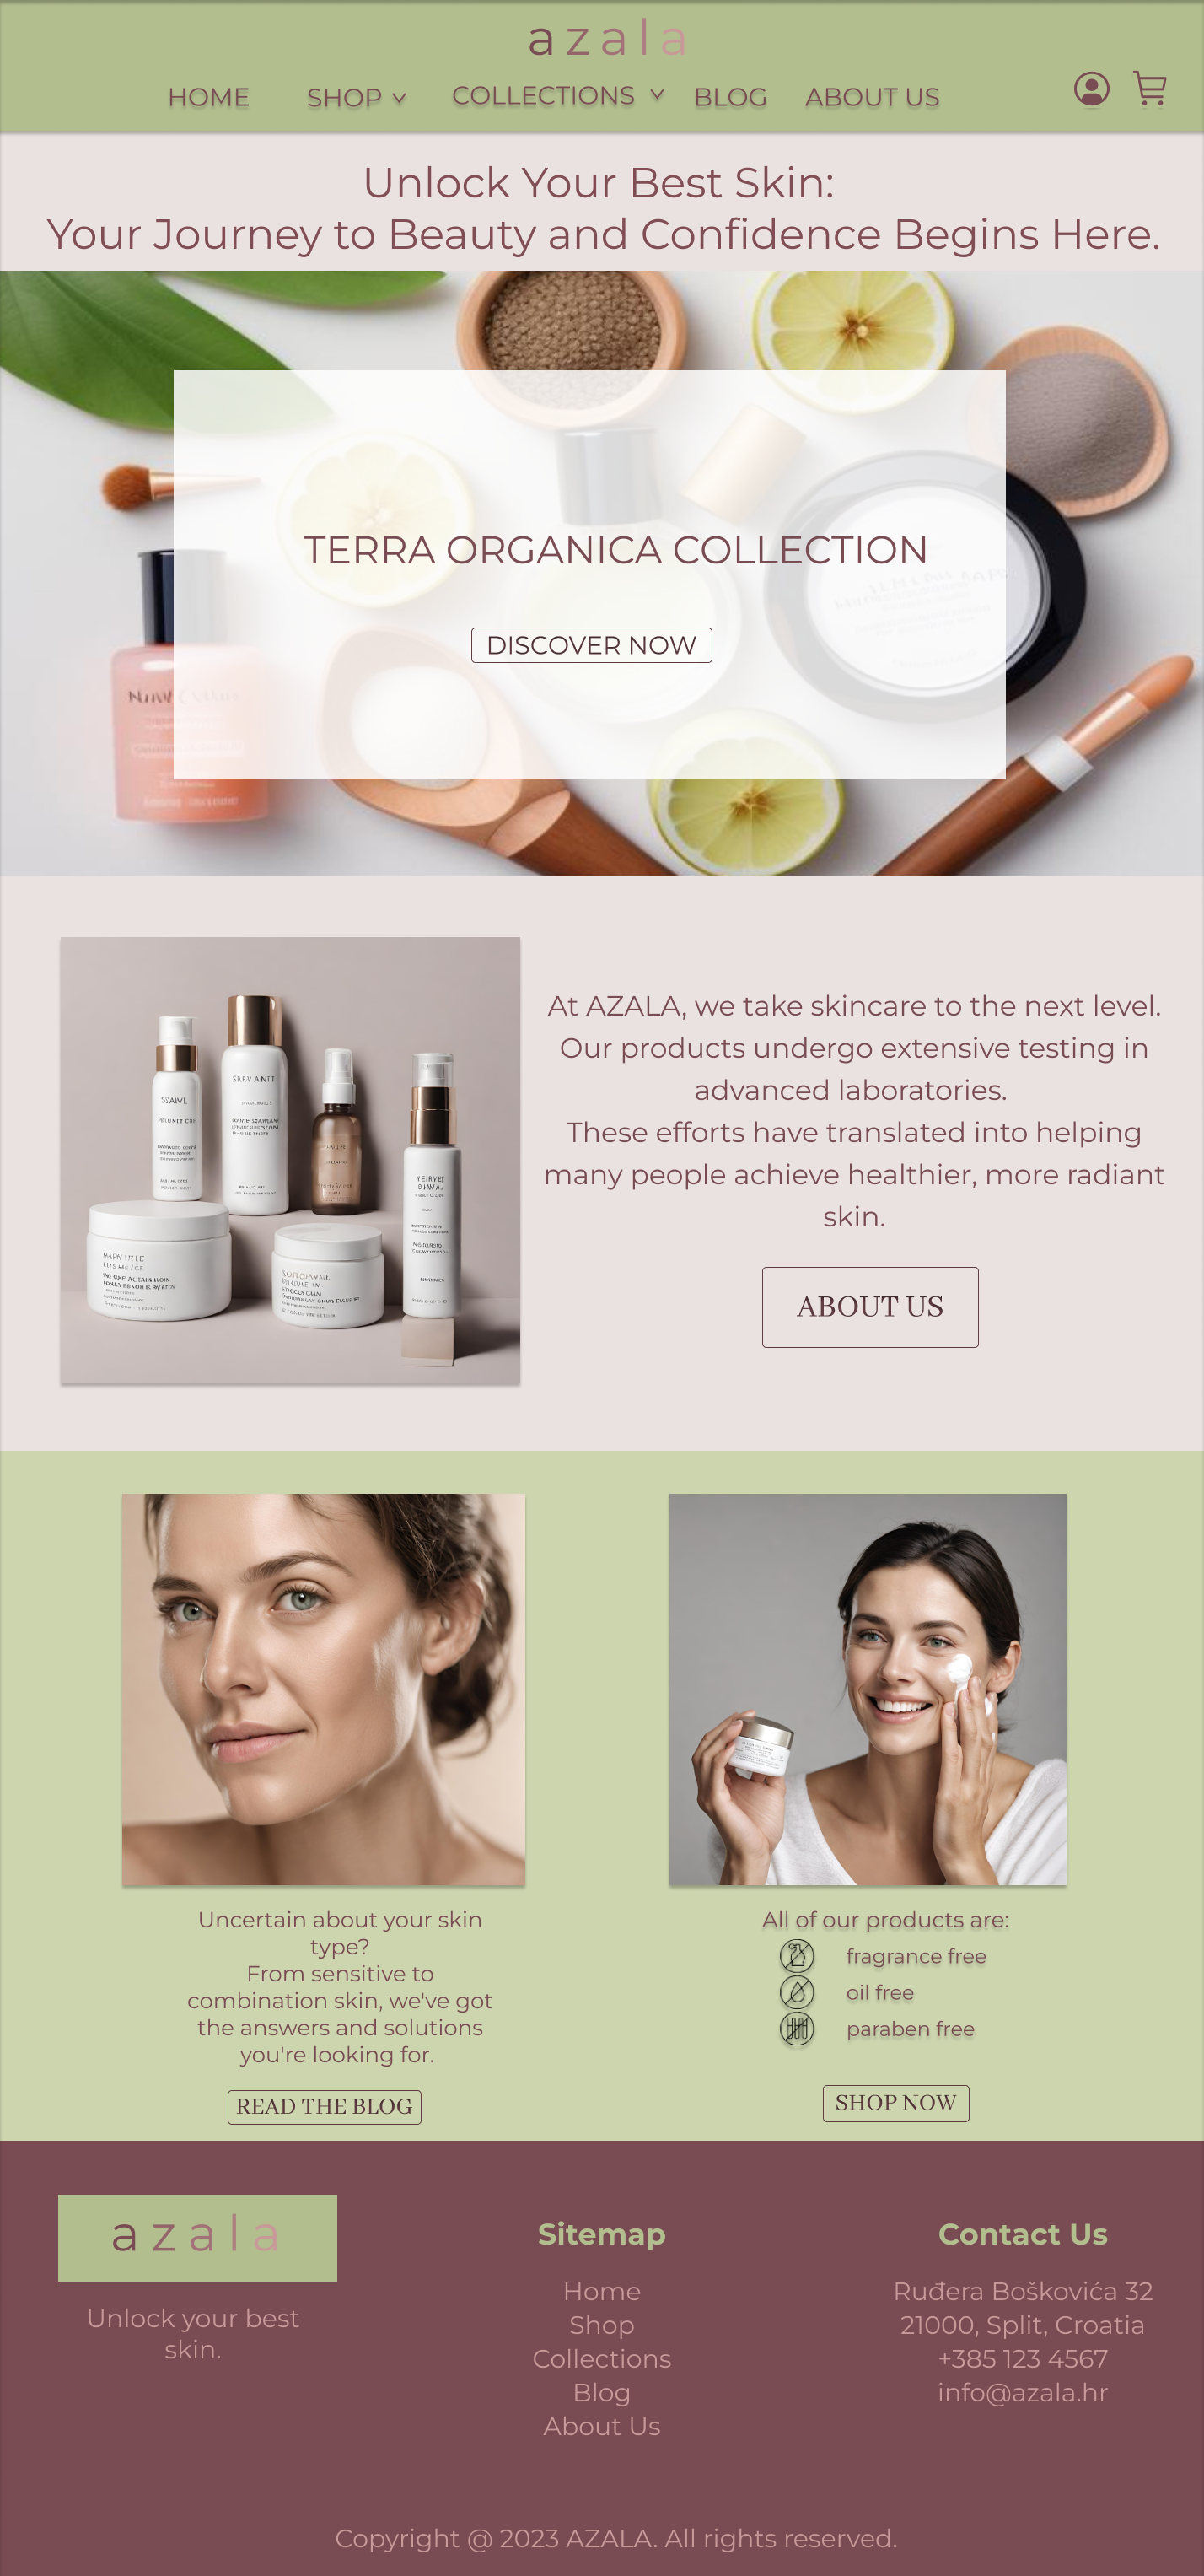 azala
HOME SHOP COLLECTIONS BLOG ABOUT US
Unlock Your Best Skin:
Your Journey to Beauty and Confidence Begins Here.
TERRA ORGANICA COLLECTION
DISCOVER NOW
At AZALA, we take skincare to the next level.
Our products undergo extensive testing in
advanced laboratories.
These efforts have translated into helping
many people achieve healthier, more radiant
skin.
ABOUT US
Uncertain about your skin
type?
From sensitive to
combination skin, we've got
the answers and solutions
you're looking for.
READ THE BLOG
All of our products are:
fragrance free
oil free
paraben free
SHOP NOW
azala
Unlock your best
skin.
Sitemap
Home
Shop
Collections
Blog
About Us
Contact Us
Ruđera Boškovića 32
21000, Split, Croatia
+385 123 4567
info@azala.hr
Copyright @ 2023 AZALA. All rights reserved.